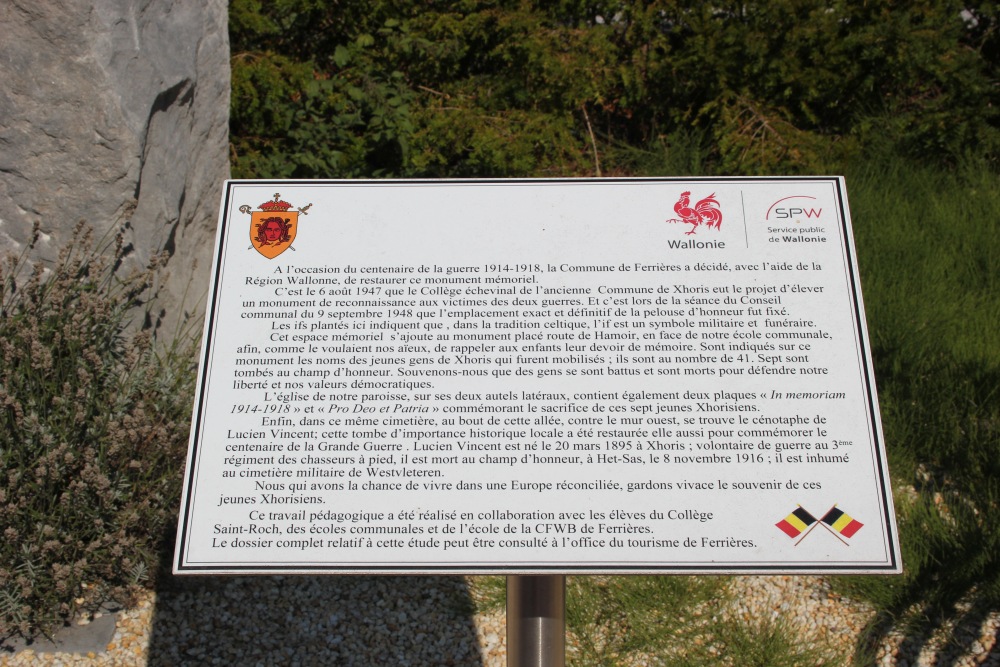 Wallonie
SPW
Service public
de Wallonie
A l'occasion du centenaire de la guerre 1914-1918, la Commune de Ferrières a décidé, avec l'aide de la
Région Wallonne, de restaurer ce monument mémoriel.
C'est le 6 août 1947 que le Collège échevinal de l'ancienne Commune de Xhoris eut le projet d'élever
un monument de reconnaissance aux victimes des deux guerres. Et c'est lors de la séance du Conseil
communal du 9 septembre 1948 que l'emplacement exact et définitif de la pelouse d'honneur fut fixé.
Les ifs plantés ici indiquent que , dans la tradition celtique, l'if est un symbole militaire et funéraire.
Cet espace mémoriel s'ajoute au monument placé route de Hamoir, en face de notre école communale,
afin, comme le voulaient nos aïeux, de rappeler aux enfants leur devoir de mémoire. Sont indiqués sur ce
monument les noms des jeunes gens de Xhoris qui furent mobilisés ; ils sont au nombre de 41. Sept sont
tombés au champ d'honneur. Souvenons-nous que des gens se sont battus et sont morts pour défendre notre
liberté et nos valeurs démocratiques.
L'église de notre paroisse, sur ses deux autels latéraux, contient également deux plaques « In memoriam
1914-1918 » et « Pro Deo et Patria » commémorant le sacrifice de ces sept jeunes Xhorisiens.
Enfin, dans ce même cimetière, au bout de cette allée, contre le mur ouest, se trouve le cénotaphe de
Lucien Vincent; cette tombe d'importance historique locale a été restaurée elle aussi pour commémorer le
centenaire de la Grande Guerre . Lucien Vincent est né le 20 mars 1895 à Xhoris ; volontaire de guerre au 3ème
régiment des chasseurs à pied, il est mort au champ d'honneur, à Het-Sas, le 8 novembre 1916 ; il est inhumé
au cimetière militaire de Westvleteren.
Nous qui avons la chance de vivre dans une Europe réconciliée, gardons vivace le souvenir de ces
jeunes Xhorisiens.
Ce travail pédagogique a été réalisé en collaboration avec les élèves du Collège
Saint-Roch, des écoles communales et de l'école de la CFWB de Ferrières.
Le dossier complet relatif à cette étude peut être consulté à l'office du tourisme de Ferrières.